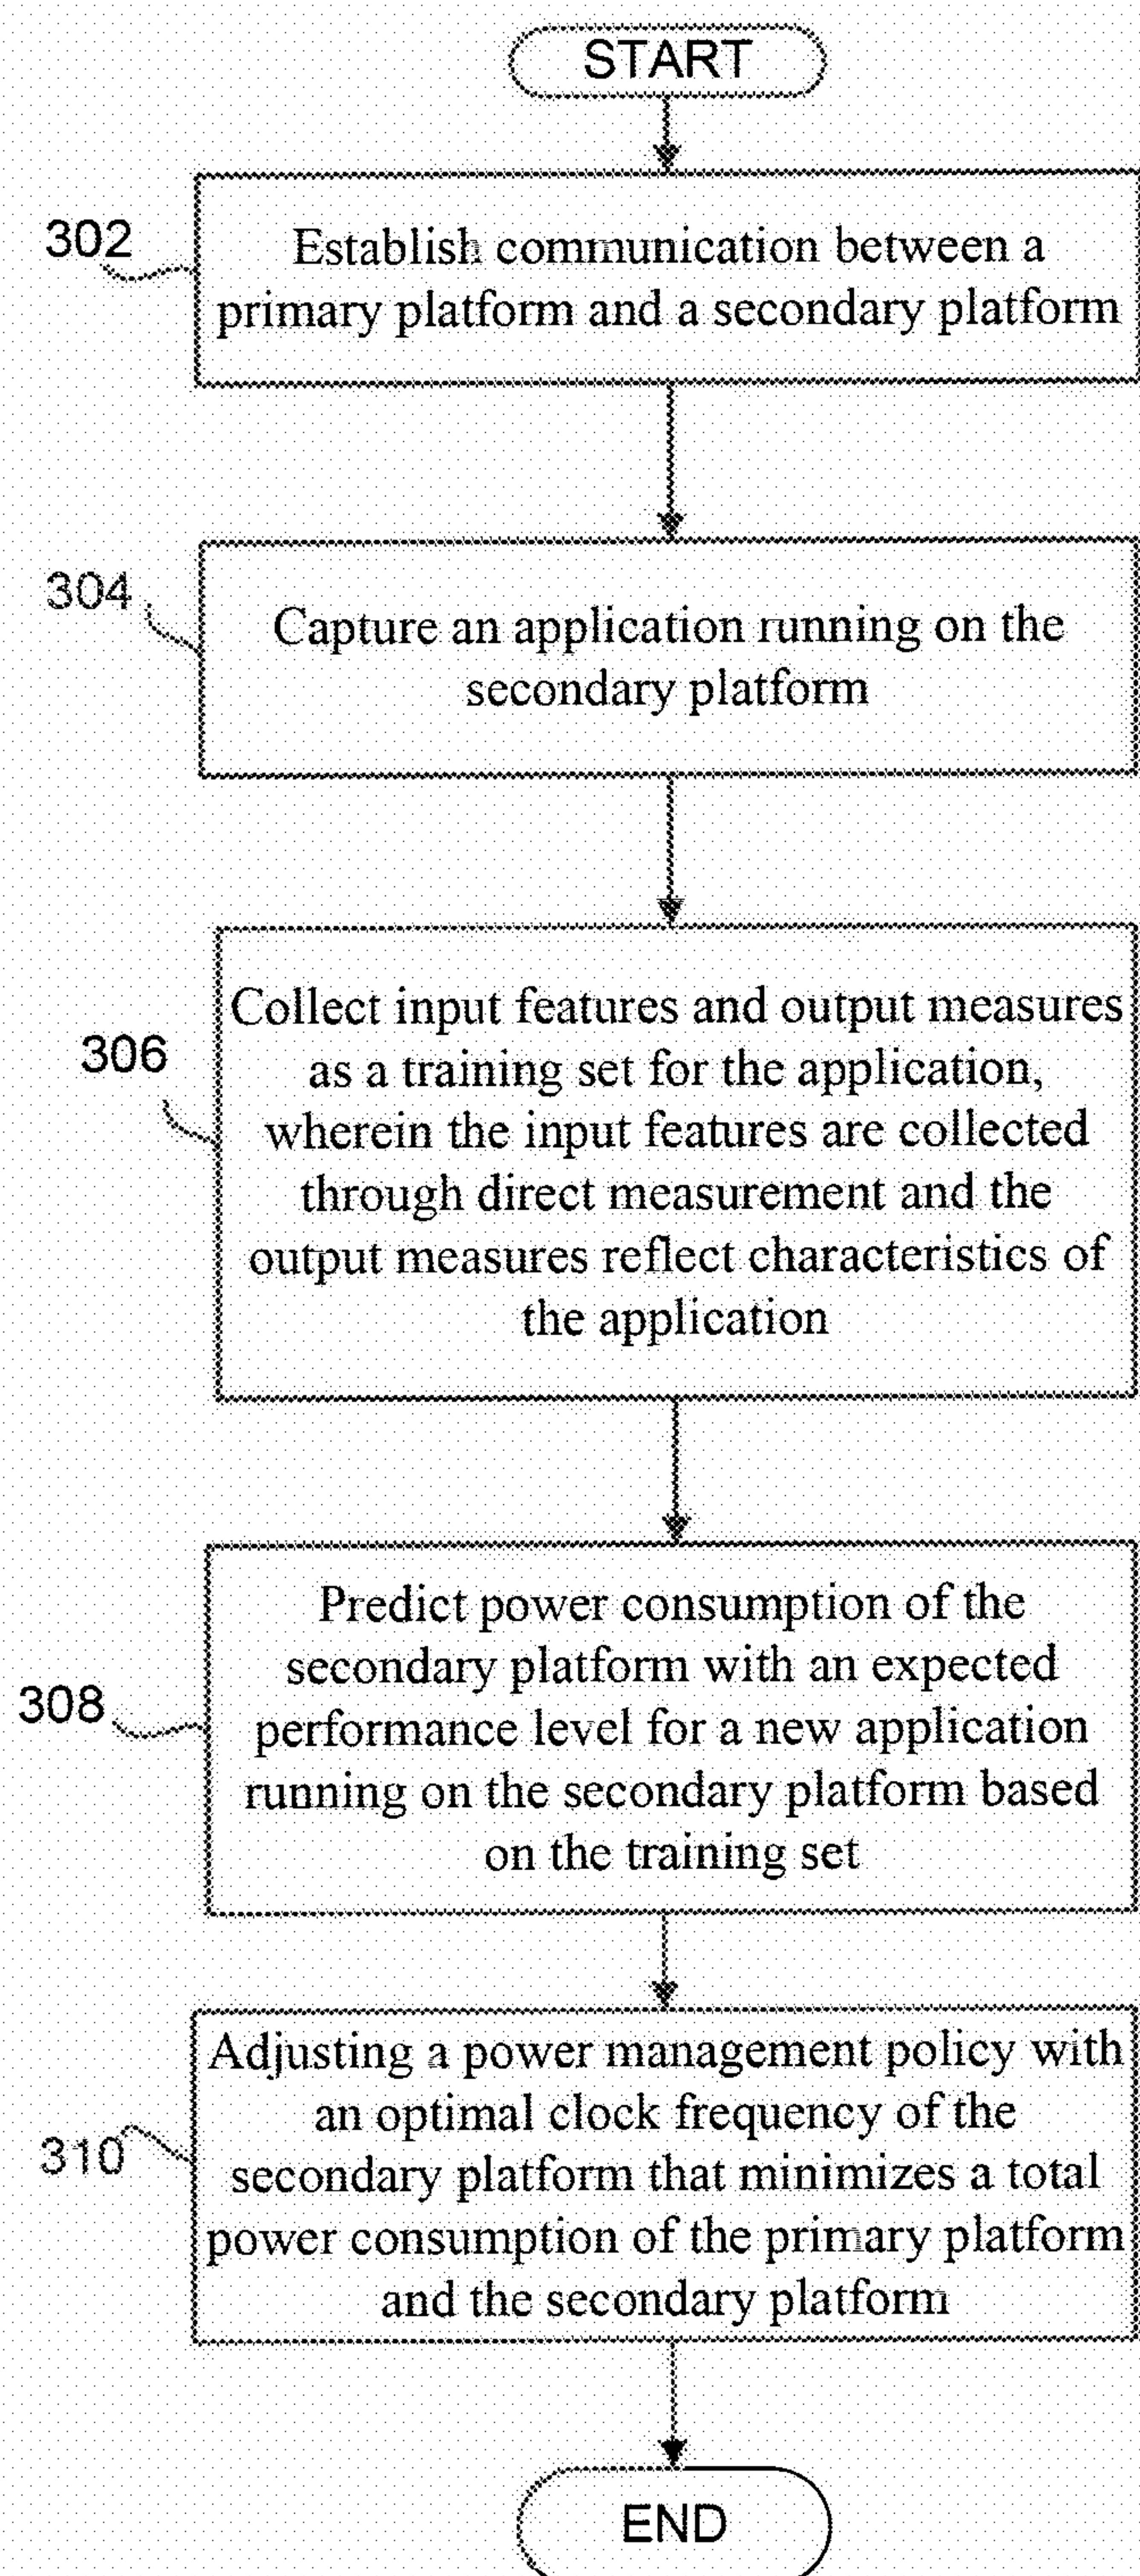 START
302
Establish communication between a
primary platform and a secondary platform
304
Capture an application running on the
secondary platform
306
Collect input features and output measures
as a training set for the application,
wherein the input features are collected
through direct measurement and the
output measures reflect characteristics of
the application
308
Predict power consumption of the
secondary platform with an expected
performance level for a new application
running on the secondary platform based
on the training set
310
Adjusting a power management policy with
an optimal clock frequency of the
secondary platform that minimizes a total
power consumption of the primary platform
and the secondary platform
END